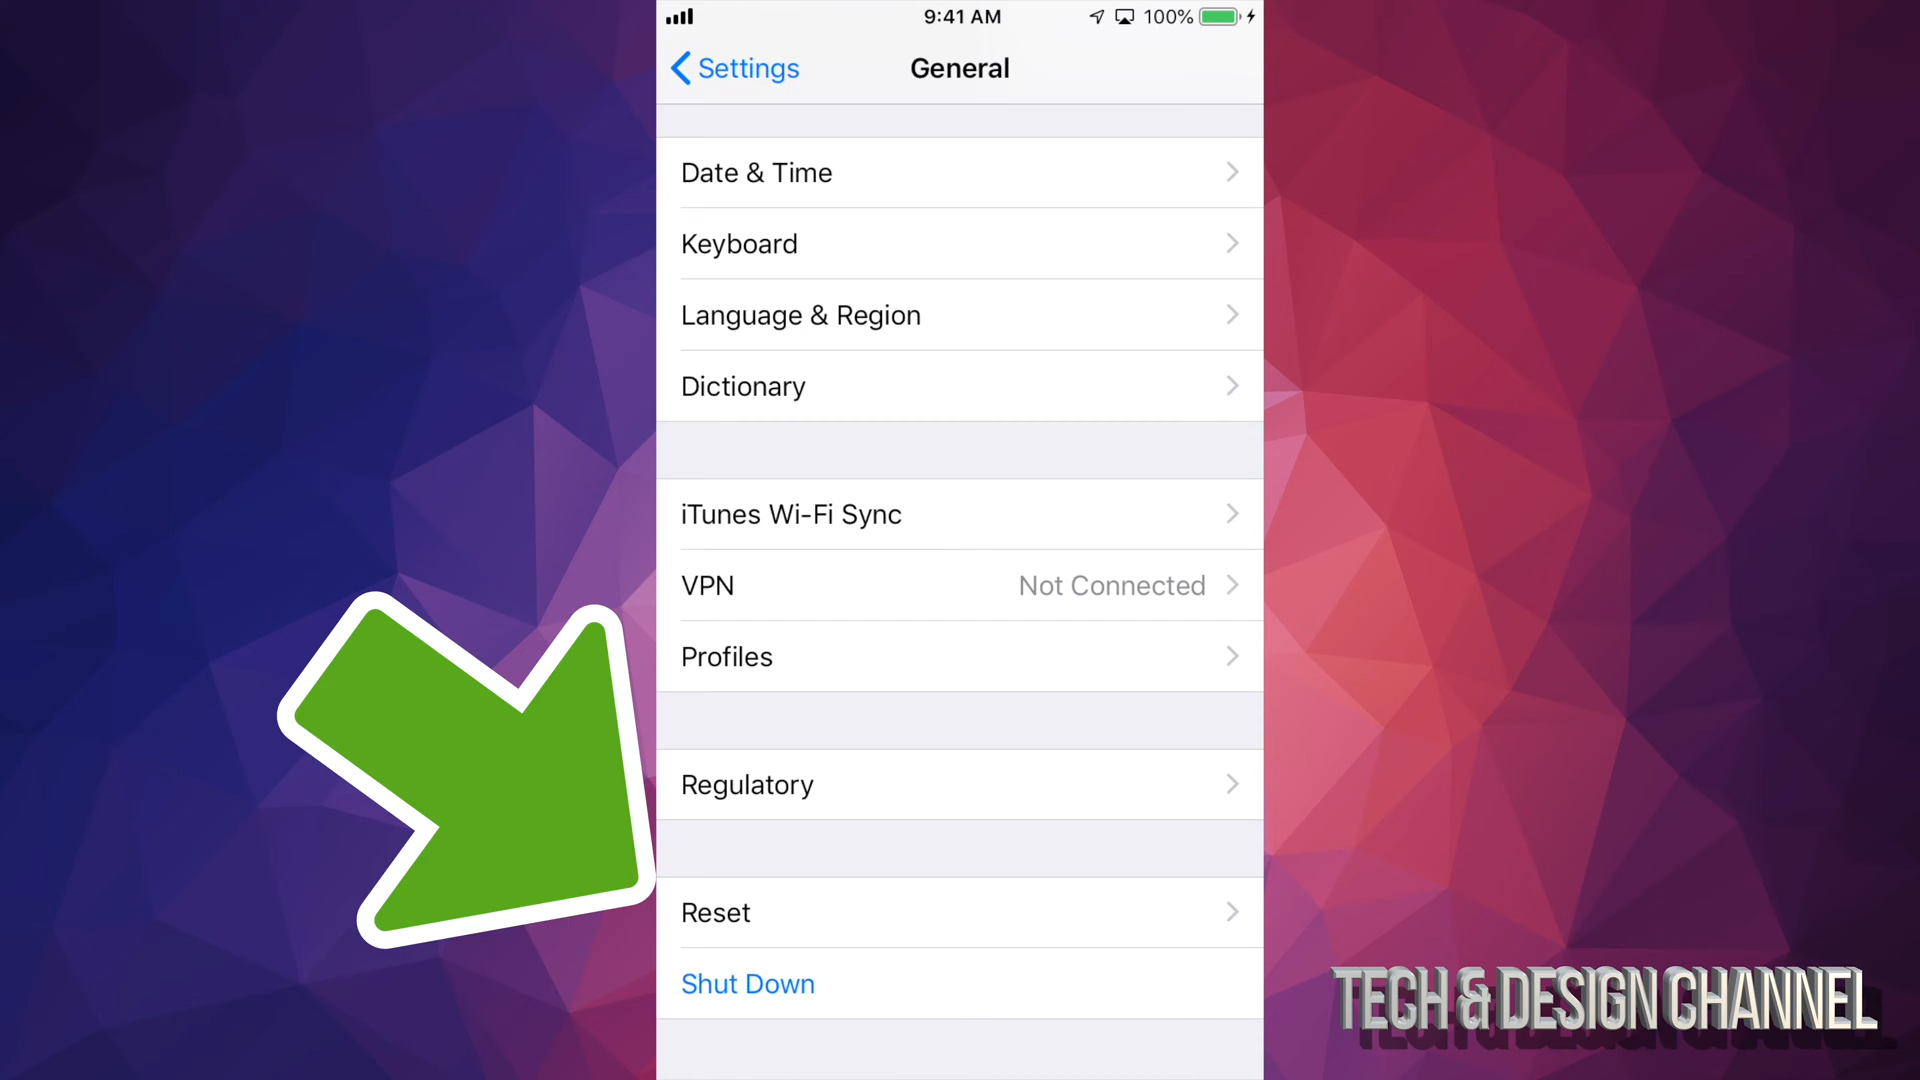 9:41 AM
100%
Settings
General
Date & Time
Keyboard
Language & Region
Dictionary
iTunes Wi-Fi Sync
VPN Not Connected
Profiles
Regulatory
Reset
Shut Down
TECH & DESIGN CHANNEL